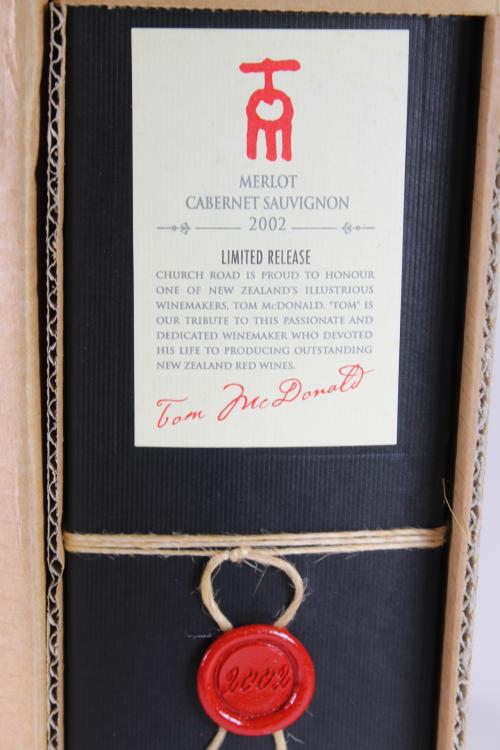 TOM
MERLOT
CABERNET SAUVIGNON
2002
LIMITED RELEASE
CHURCH ROAD IS PROUD TO HONOUR
ONE OF NEW ZEALAND'S ILLUSTRIOUS
WINEMAKERS, TOM McDONALD. "TOM" IS
OUR TRIBUTE TO THIS PASSIONATE AND
DEDICATED WINEMAKER WHO DEVOTED
HIS LIFE TO PRODUCING OUTSTANDING
NEW ZEALAND RED WINES.
Tom McDonald
2002